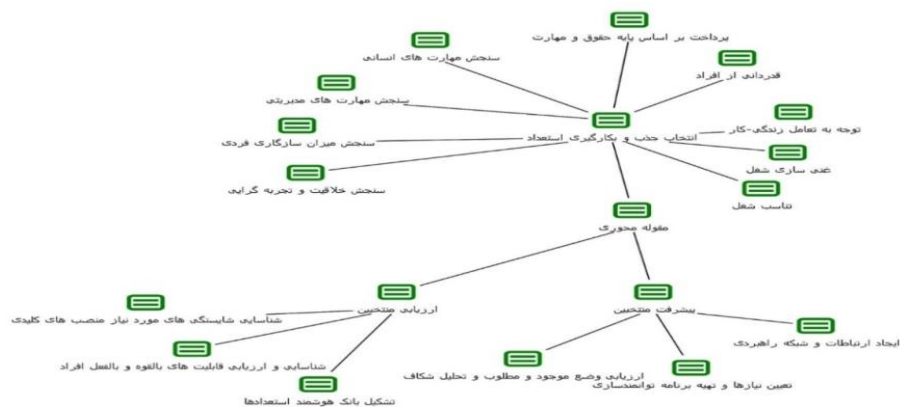 پرداخت بر اساس پایه حقوق و مهارت
سنجش مهارت های انسانی
قدردانی از افراد
سنجش مهارت های مدیریتی
توجه به تعامل زندگی-کار
انتخاب جذب و بکارگیری استعداد
سنجش میزان سازگاری فردی
غنی سازی شغل
سنجش خلاقیت و تجربه گرایی
تناسب شغل
مقوله محوری
پیشرفت منتخبین
ارزیابی منتخبین
شناسایی شایستگی های مورد نیاز منصب های کلیدی
ایجاد ارتباطات و شبکه راهبردی
شناسایی و ارزیابی قابلیت های بالقوه و بالفعل افراد
ارزیابی وضع موجود و مطلوب و تحلیل شکاف
تعیین نیازها و تهیه برنامه توانمندسازی
تشکیل بانک هوشمند استعدادها